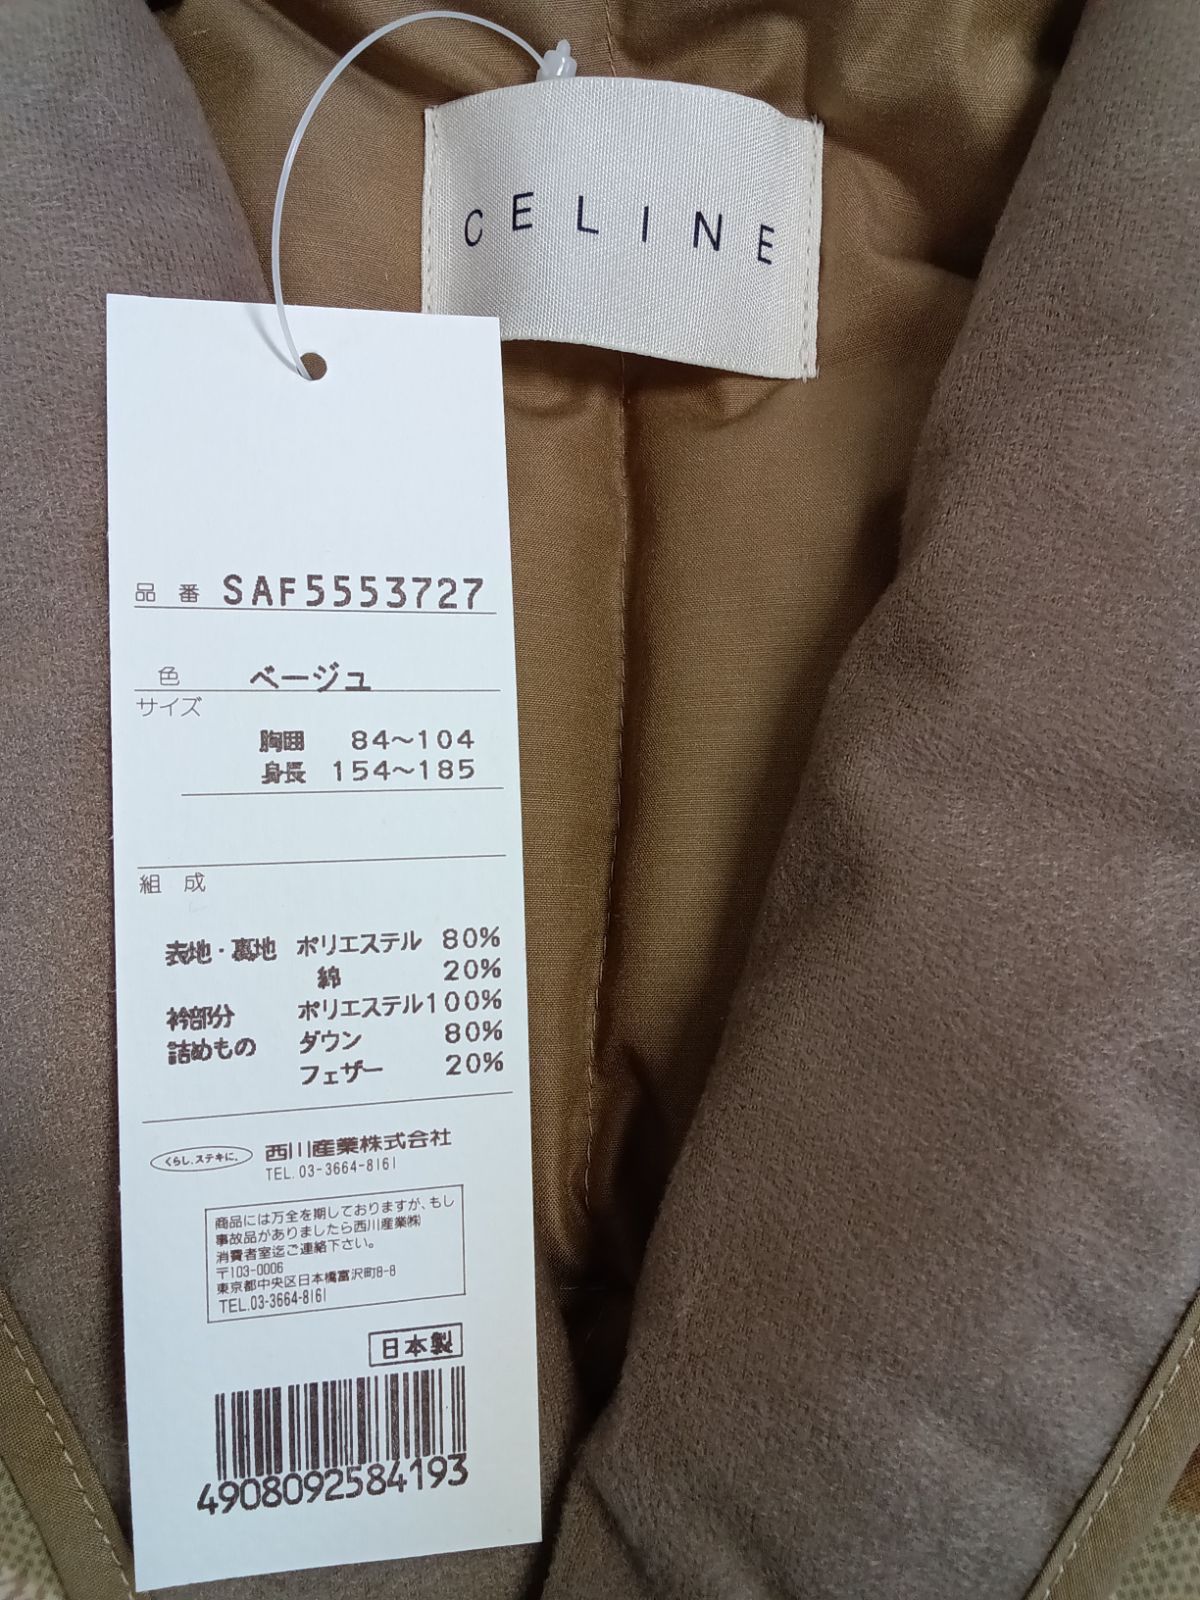 CELINE
品番 SAF5553727
色 ベージュ
サイズ
胸囲 84～104
身長 154～185
組成
表地・裏地 ポリエステル 80%
綿 20%
衿部分 ポリエステル100%
詰めもの ダウン 80%
フェザー 20%
くらし、ステキに。 西川産業株式会社
TEL. 03-3664-8161
商品には万全を期しておりますが、もし
事故品がありましたら西川産業㈱
消費者室迄ご連絡下さい。
〒103-0006
東京都中央区日本橋富沢町8-8
TEL.03-3664-8161
日本製
4908092584193